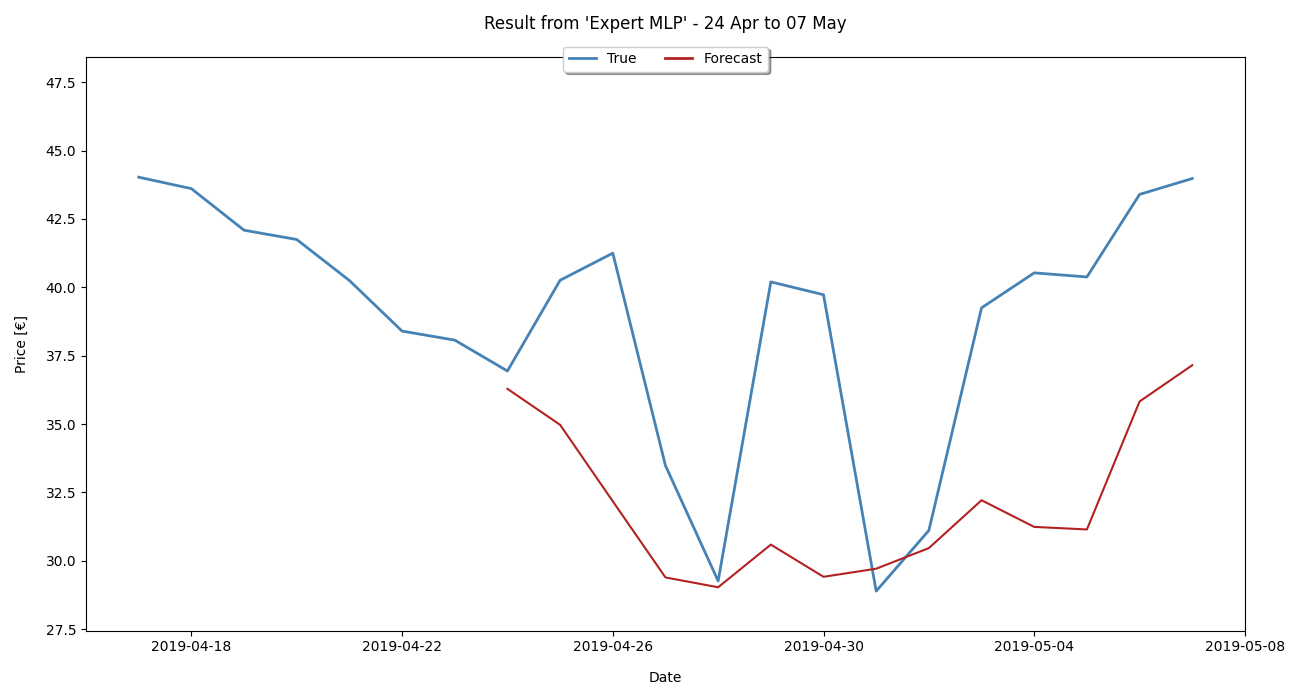 Result from 'Expert MLP' - 24 Apr to 07 May
True Forecast
47.5
45.0
42.5
40.0
37.5
35.0
32.5
30.0
27.5
Price [€]
2019-04-18 2019-04-22 2019-04-26 2019-04-30 2019-05-04 2019-05-08
Date